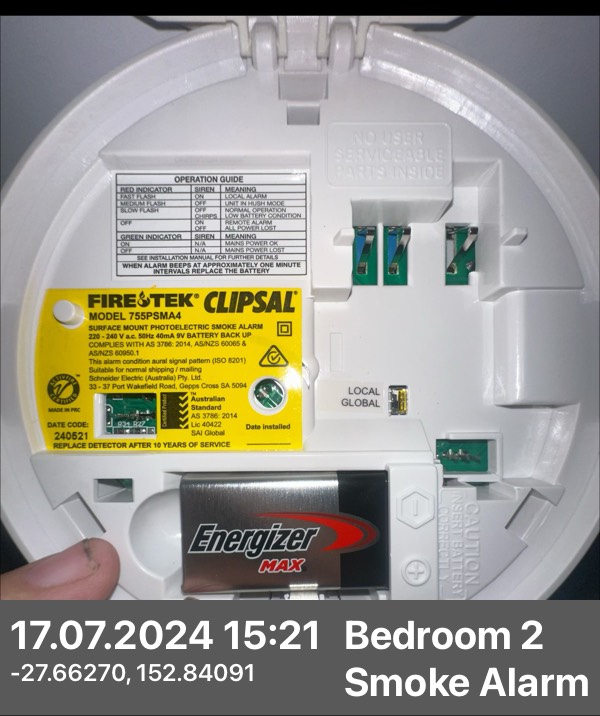 NO USER
SERVICEABLE
PARTS INSIDE
OPERATION GUIDE
RED INDICATOR SIREN MEANING
FAST FLASH ON LOCAL ALARM
MEDIUM FLASH OFF UNIT IN HUSH MODE
SLOW FLASH OFF NORMAL OPERATION
CHIRPS LOW BATTERY CONDITION
OFF ON REMOTE ALARM
OFF ALL POWER LOST
GREEN INDICATOR SIREN MEANING
ON N/A MAINS POWER OK
OFF N/A MAINS POWER LOST
SEE INSTALLATION MANUAL FOR FURTHER DETAILS
WHEN ALARM BEEPS AT APPROXIMATELY ONE MINUTE
INTERVALS REPLACE THE BATTERY
FIRETEK CLIPSAL
MODEL 755PSMA4
SURFACE MOUNT PHOTOELECTRIC SMOKE ALARM
220 - 240 V a.c. 50Hz 40mA 9V BATTERY BACK UP
COMPLIES WITH AS 3786: 2014, AS/NZS 60065 &
AS/NZS 60950.1
This alarm condition aural signal pattern (ISO 8201)
Suitable for normal shipping / mailing
Schneider Electric (Australia) Pty. Ltd.
33 - 37 Port Wakefield Road, Gepps Cross SA 5094
MADE IN PRC
Certified Product
TM
Australian
Standard
AS 3786: 2014
Lic 40422
SAI Global
DATE CODE:
240521
Date installed
REPLACE DETECTOR AFTER 10 YEARS OF SERVICE
LOCAL
GLOBAL
Energizer
MAX
CAUTION
INSERT BATTERY
CORRECTLY
17.07.2024 15:21
-27.66270, 152.84091
Bedroom 2
Smoke Alarm